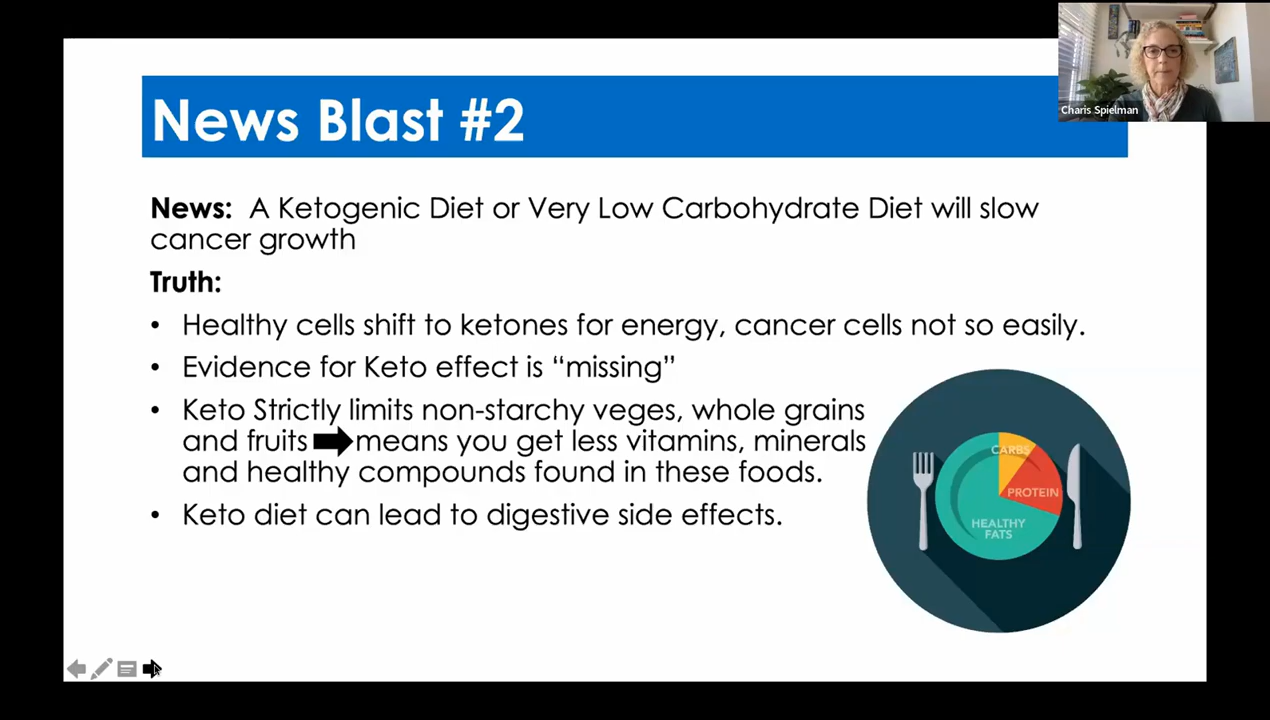 News Blast #2
Charis Spielman
News: A Ketogenic Diet or Very Low Carbohydrate Diet will slow
cancer growth
Truth:
• Healthy cells shift to ketones for energy, cancer cells not so easily.
• Evidence for Keto effect is “missing”
• Keto Strictly limits non-starchy veges, whole grains
and fruits ➡ means you get less vitamins, minerals
and healthy compounds found in these foods.
• Keto diet can lead to digestive side effects.
CARBS
PROTEIN
HEALTHY
FATS